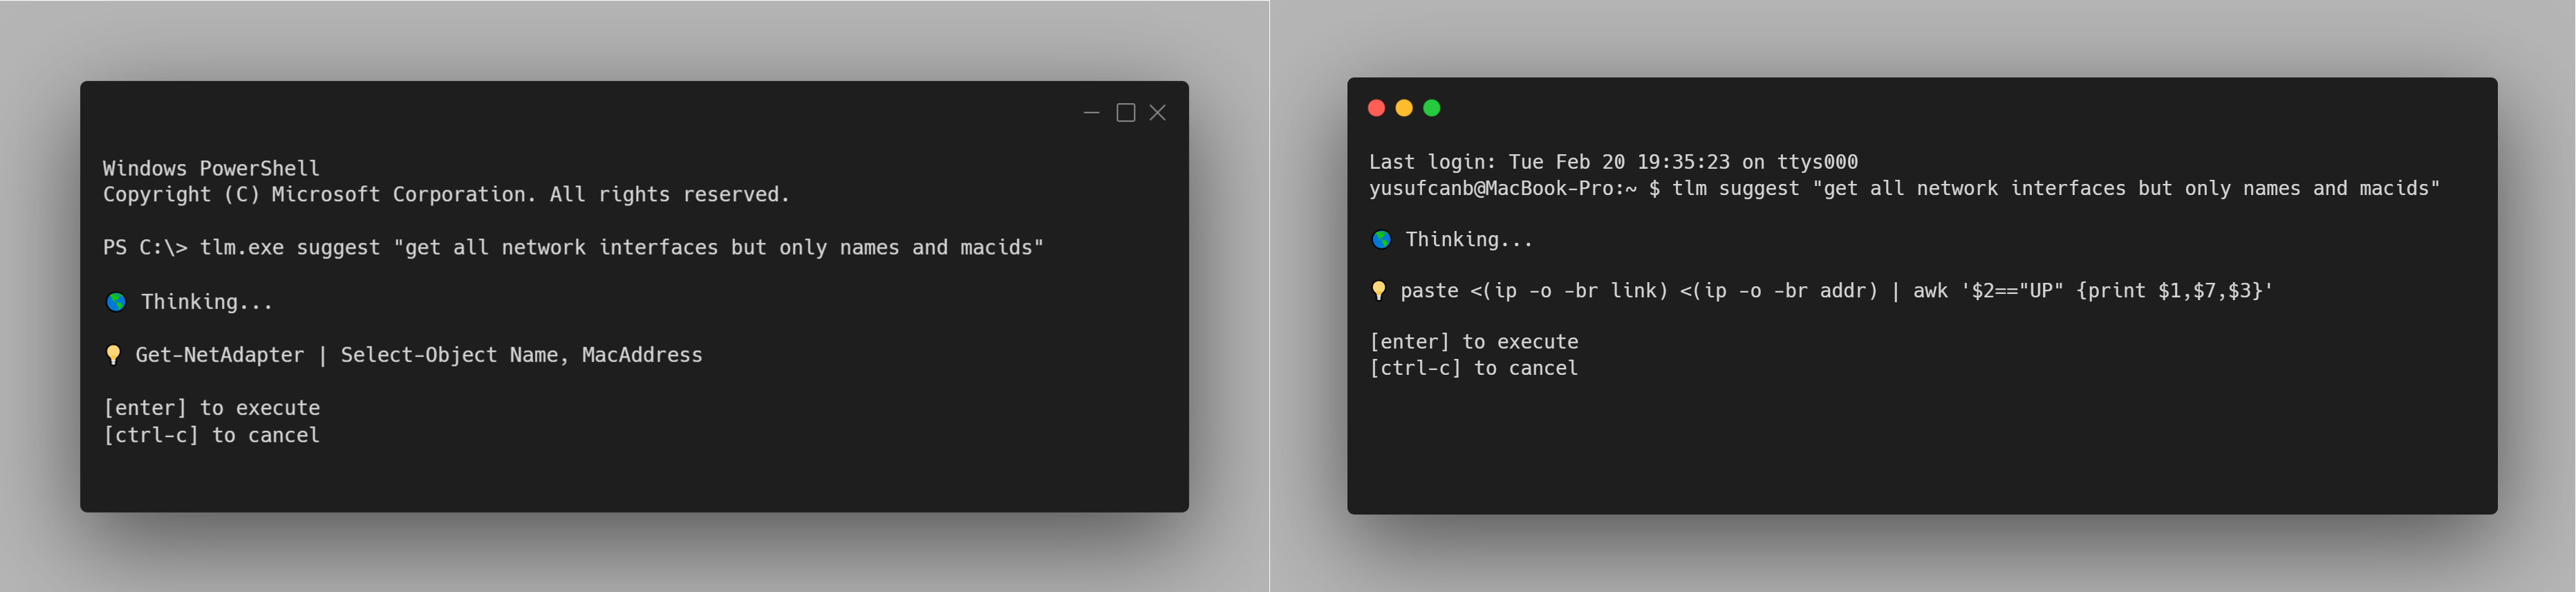 Windows PowerShell
Copyright (C) Microsoft Corporation. All rights reserved.
PS C:\> tlm.exe suggest "get all network interfaces but only names and macids"
Thinking...
Get-NetAdapter | Select-Object Name, MacAddress
[enter] to execute
[ctrl-c] to cancel
Last login: Tue Feb 20 19:35:23 on ttys000
yusufcanb@MacBook-Pro:~ $ tlm suggest "get all network interfaces but only names and macids"
Thinking...
paste <(ip -o -br link) <(ip -o -br addr) | awk '$2=="UP" {print $1,$7,$3}'
[enter] to execute
[ctrl-c] to cancel